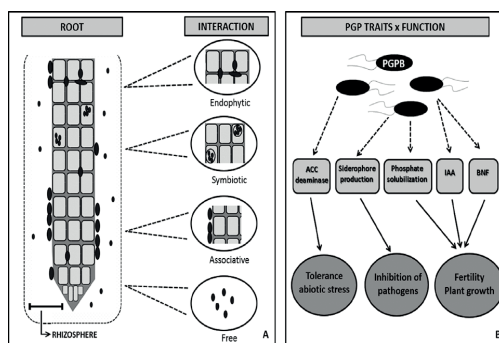 ROOT
INTERACTION
Endophytic
Symbiotic
Associative
Free
RHIZOSPHERE
A
PGP TRAITS x FUNCTION
PGPB
ACC
deaminase
Siderophore
production
Phosphate
solubilization
IAA
BNF
Tolerance
abiotic stress
Inhibition of
pathogens
Fertility
Plant growth
B